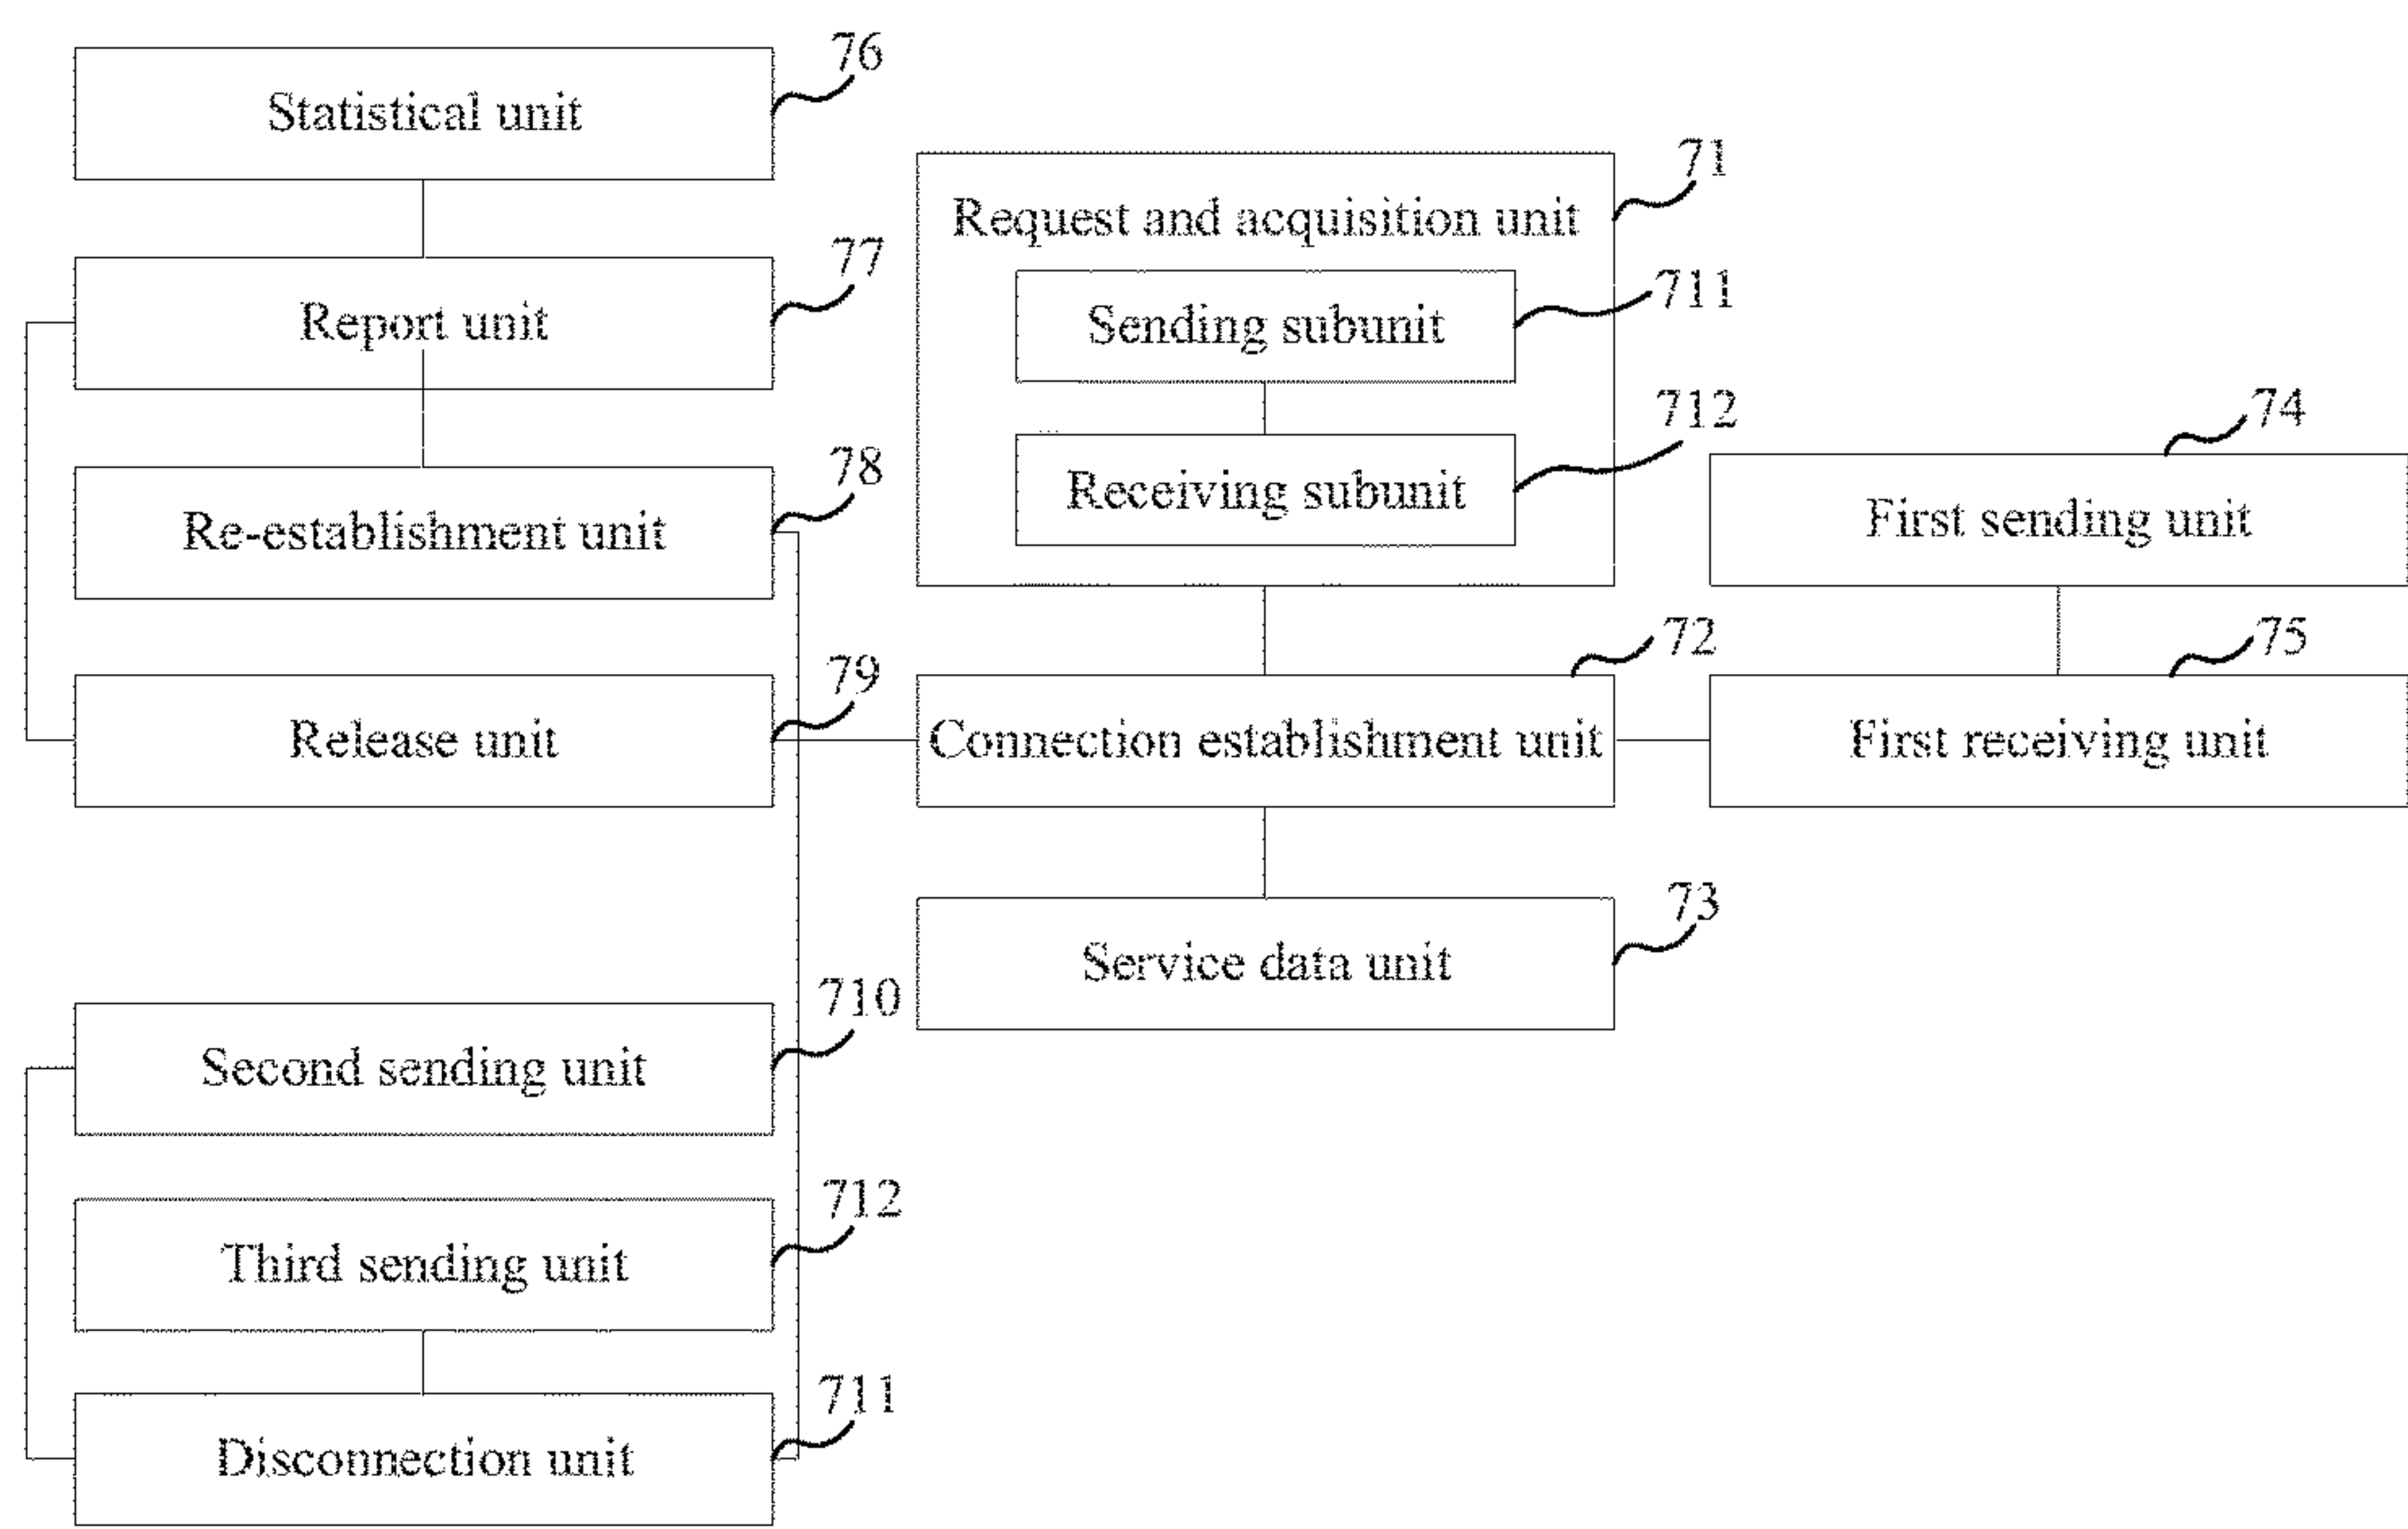 76
Statistical unit
77
Report unit
78
Re-establishment unit
79
Release unit
710
Second sending unit
712
Third sending unit
711
Disconnection unit
71
Request and acquisition unit
711
Sending subunit
712
Receiving subunit
72
Connection establishment unit
73
Service data unit
74
First sending unit
75
First receiving unit